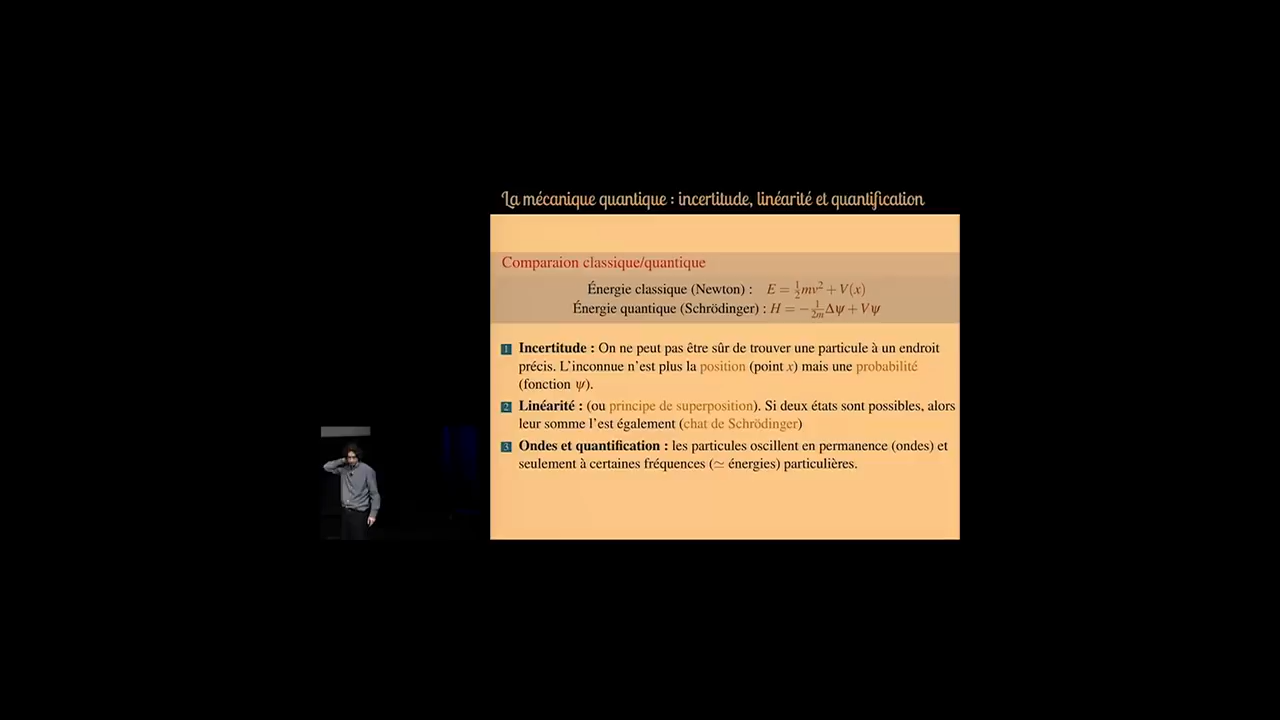 La mécanique quantique : incertitude, linéarité et quantification
Comparaion classique/quantique
Énergie classique (Newton) : E = ½mv² + V(x)
Énergie quantique (Schrödinger) : H = −1/2m Δψ + Vψ
1 Incertitude : On ne peut pas être sûr de trouver une particule à un endroit
précis. L'inconnue n'est plus la position (point x) mais une probabilité
(fonction ψ).
2 Linéarité : (ou principe de superposition). Si deux états sont possibles, alors
leur somme l'est également (chat de Schrödinger)
3 Ondes et quantification : les particules oscillent en permanence (ondes) et
seulement à certaines fréquences (≃ énergies) particulières.